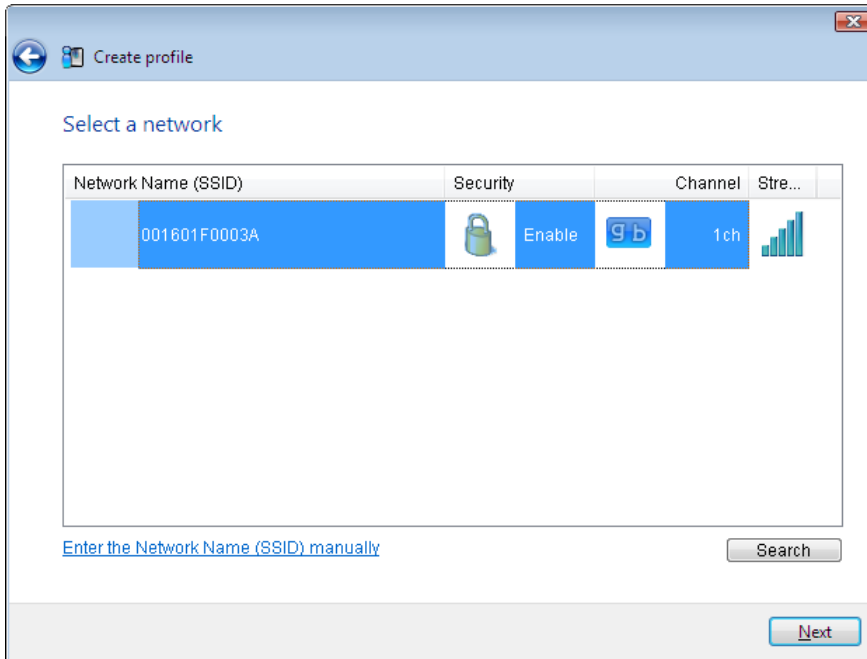 Create profile
Select a network
Network Name (SSID) Security Channel Stre...
001601F0003A Enable gb 1ch
Enter the Network Name (SSID) manually Search
Next